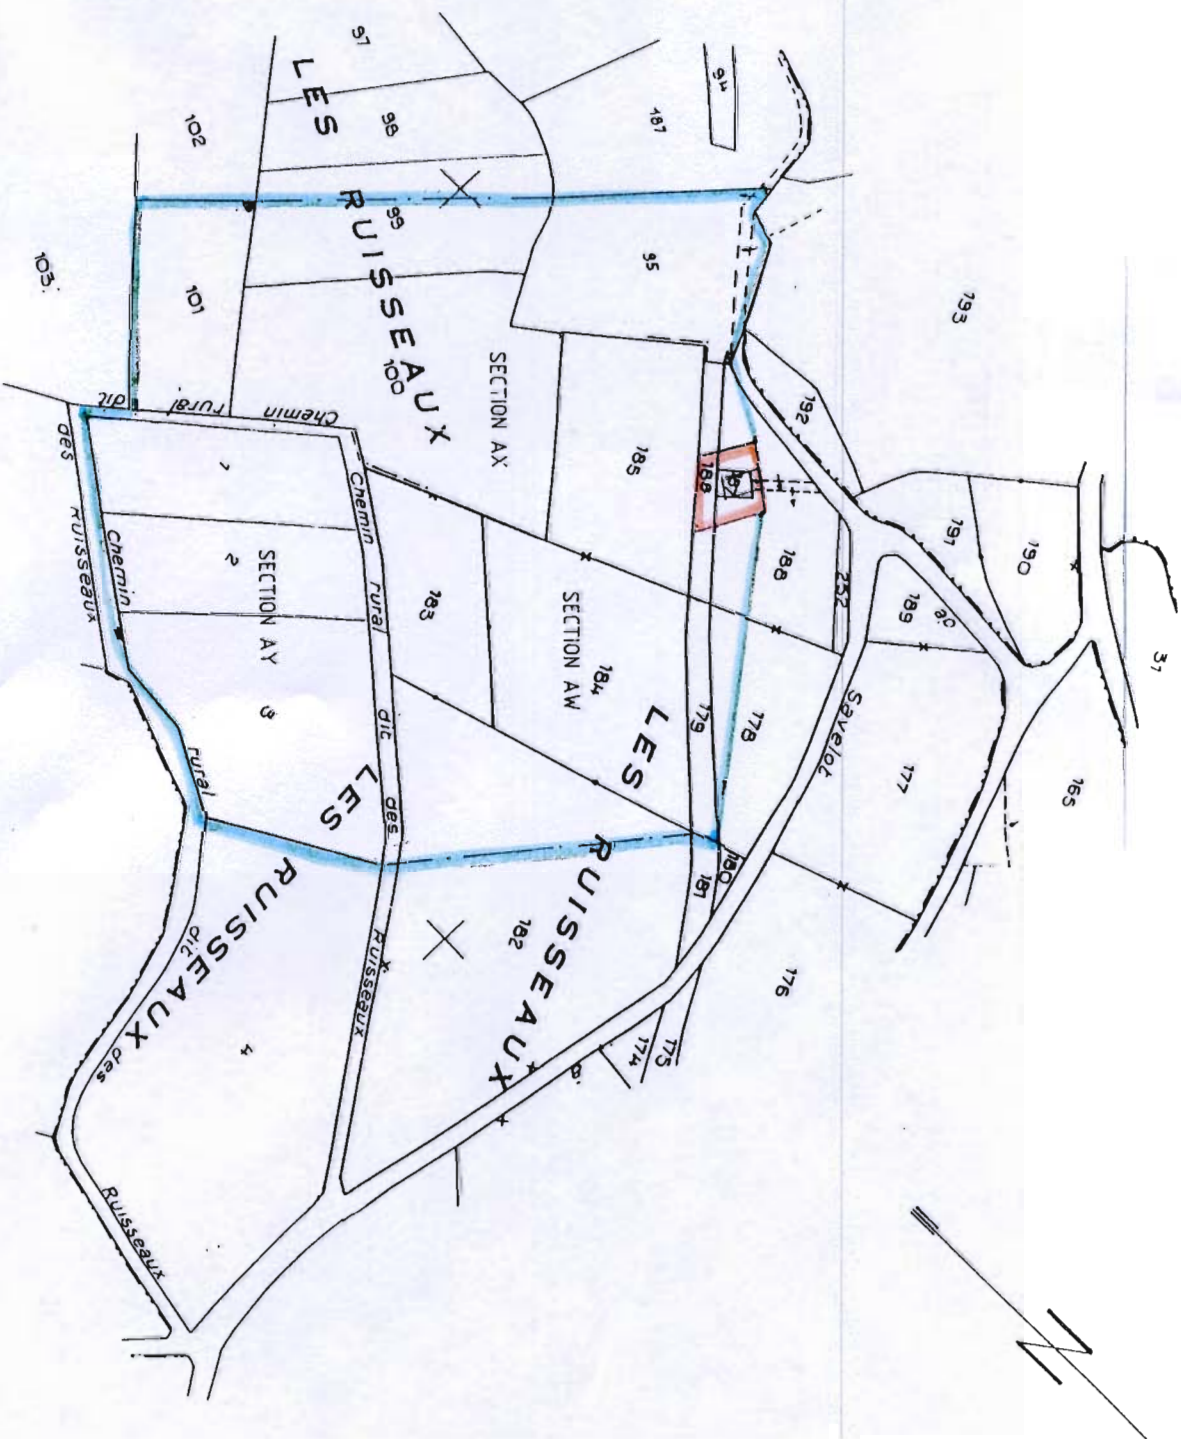 97
LES
98
102
94
187
RUISSEAUX
99
95
101
103.
100
SECTION AX
193
192
185
188
Chemin
rural
dit
des
Ruisseaux
1
Chemin
2
SECTION AY
3
rural
dit
des
Ruisseaux
Chemin
rural
dit
des
Ruisseaux
183
SECTION AW
184
LES
RUISSEAUX
179
178
188
252
189
de
191
190
31
Savelot
177
165
180
181
182
176
175
174
LES
RUISSEAUX
4
N